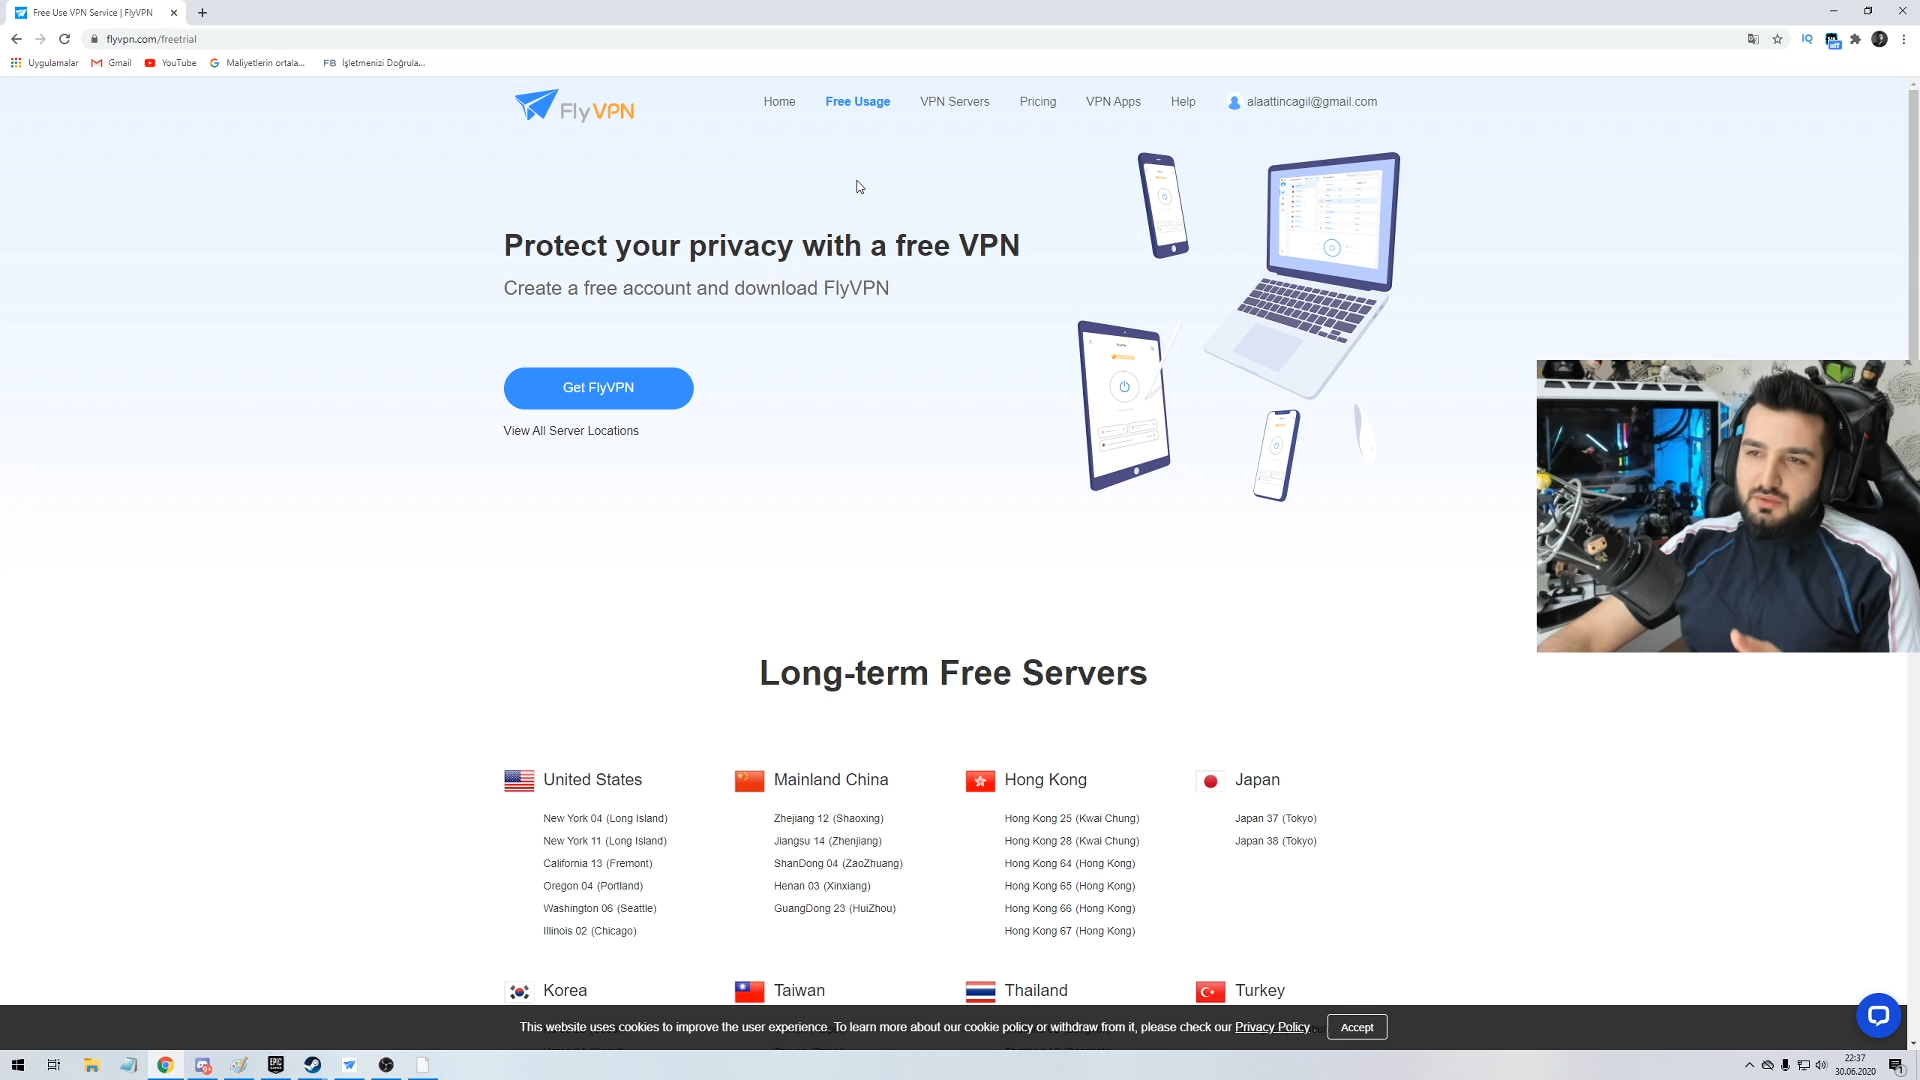 Free Use VPN Service | FlyVPN
flyvpn.com/freetrial
Uygulamalar
Gmail
YouTube
Maliyetlerin ortala...
FB İşletmenizi Doğrula...
FlyVPN
Home
Free Usage
VPN Servers
Pricing
VPN Apps
Help
alaattincagil@gmail.com
Protect your privacy with a free VPN
Create a free account and download FlyVPN
Get FlyVPN
View All Server Locations
Long-term Free Servers
United States
New York 04 (Long Island)
New York 11 (Long Island)
California 13 (Fremont)
Oregon 04 (Portland)
Washington 06 (Seattle)
Illinois 02 (Chicago)
Mainland China
Zhejiang 12 (Shaoxing)
Jiangsu 14 (Zhenjiang)
ShanDong 04 (ZaoZhuang)
Henan 03 (Xinxiang)
GuangDong 23 (HuiZhou)
Hong Kong
Hong Kong 25 (Kwai Chung)
Hong Kong 28 (Kwai Chung)
Hong Kong 64 (Hong Kong)
Hong Kong 65 (Hong Kong)
Hong Kong 66 (Hong Kong)
Hong Kong 67 (Hong Kong)
Japan
Japan 37 (Tokyo)
Japan 38 (Tokyo)
Korea
Taiwan
Thailand
Turkey
This website uses cookies to improve the user experience. To learn more about our cookie policy or withdraw from it, please check our Privacy Policy.
Accept
22:37
30.06.2020